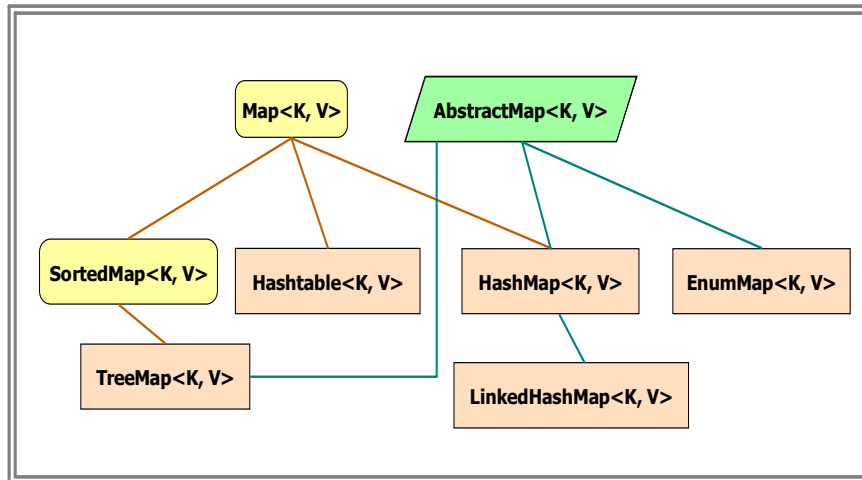 Map<K, V>
AbstractMap<K, V>
SortedMap<K, V>
Hashtable<K, V>
HashMap<K, V>
EnumMap<K, V>
TreeMap<K, V>
LinkedHashMap<K, V>